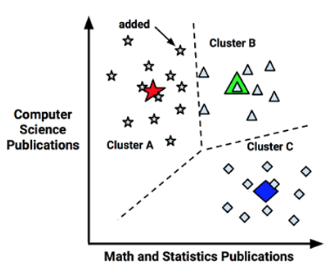 added
Cluster B
Computer
Science
Publications
Cluster A
Cluster C
Math and Statistics Publications